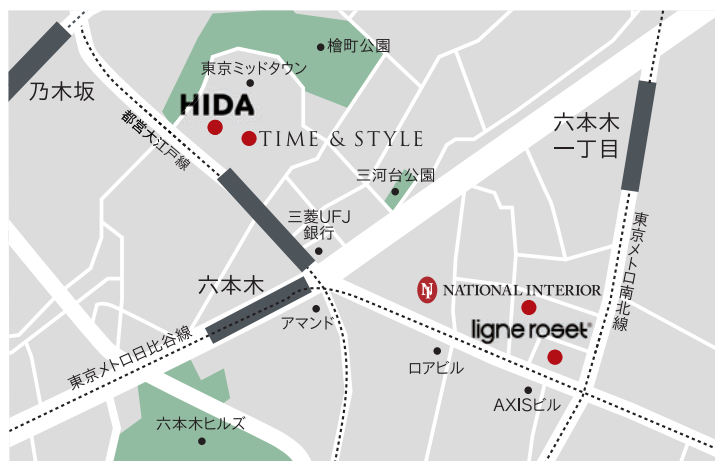 檜町公園
東京ミッドタウン
乃木坂
HIDA
TIME & STYLE
都営大江戸線
六本木
一丁目
三河台公園
三菱UFJ
銀行
東京メトロ南北線
六本木
NI NATIONAL INTERIOR
アマンド
ligne roset®
東京メトロ日比谷線
ロアビル
AXISビル
六本木ヒルズ